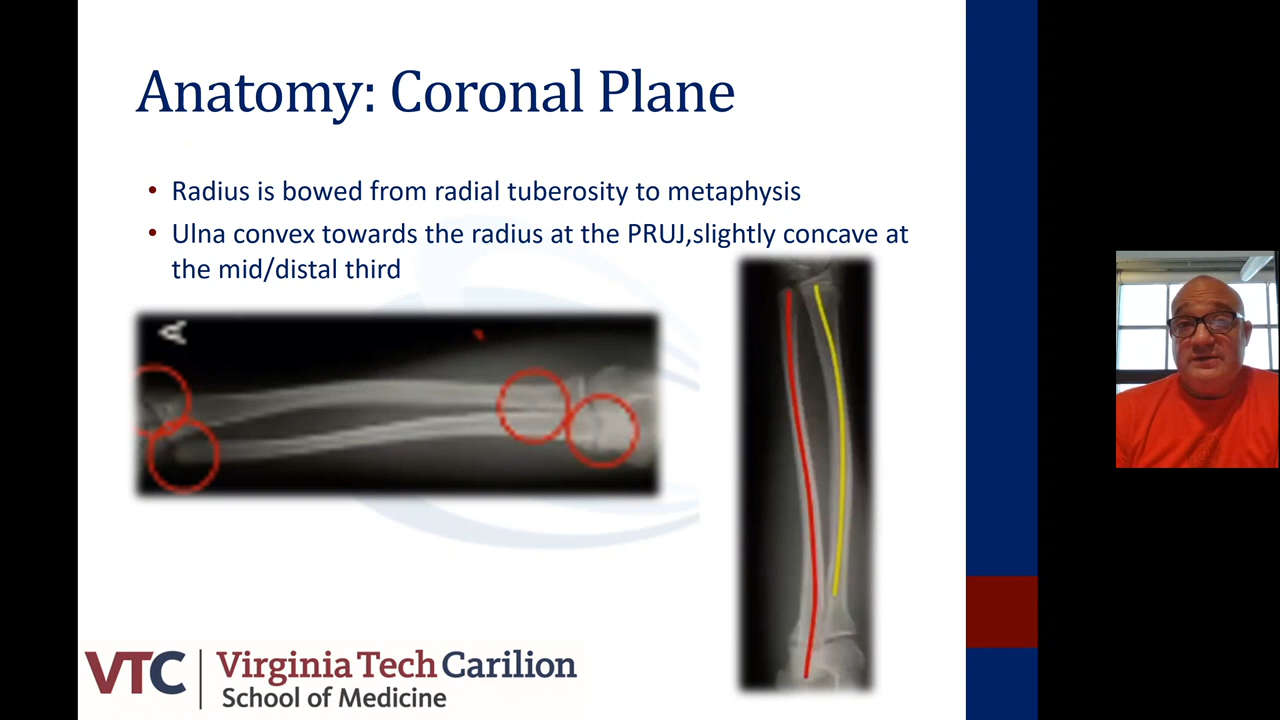 Anatomy: Coronal Plane
• Radius is bowed from radial tuberosity to metaphysis
• Ulna convex towards the radius at the PRUJ,slightly concave at
the mid/distal third
A
VTC
Virginia Tech Carilion
School of Medicine